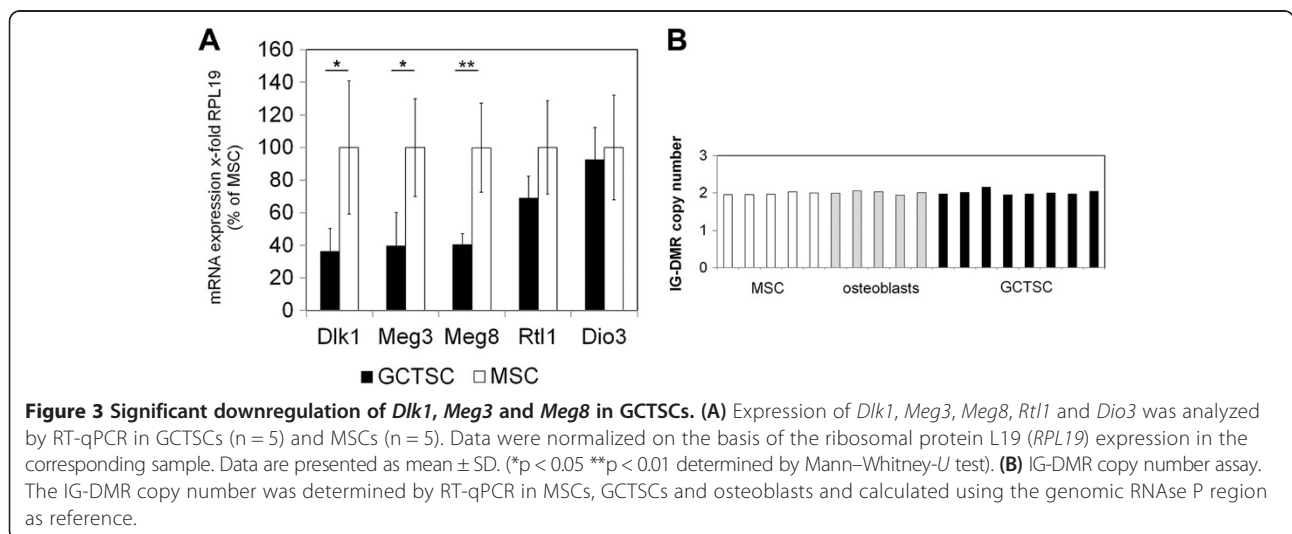 A
160
140
120
100
80
60
40
20
0
mRNA expression x-fold RPL19
(% of MSC)
* * **
Dlk1 Meg3 Meg8 Rtl1 Dio3
■ GCTSC □ MSC
B
3
2
1
0
IG-DMR copy number
MSC osteoblasts GCTSC
Figure 3 Significant downregulation of Dlk1, Meg3 and Meg8 in GCTSCs. (A) Expression of Dlk1, Meg3, Meg8, Rtl1 and Dio3 was analyzed
by RT-qPCR in GCTSCs (n = 5) and MSCs (n = 5). Data were normalized on the basis of the ribosomal protein L19 (RPL19) expression in the
corresponding sample. Data are presented as mean ± SD. (*p < 0.05 **p < 0.01 determined by Mann–Whitney-U test). (B) IG-DMR copy number assay.
The IG-DMR copy number was determined by RT-qPCR in MSCs, GCTSCs and osteoblasts and calculated using the genomic RNAse P region
as reference.